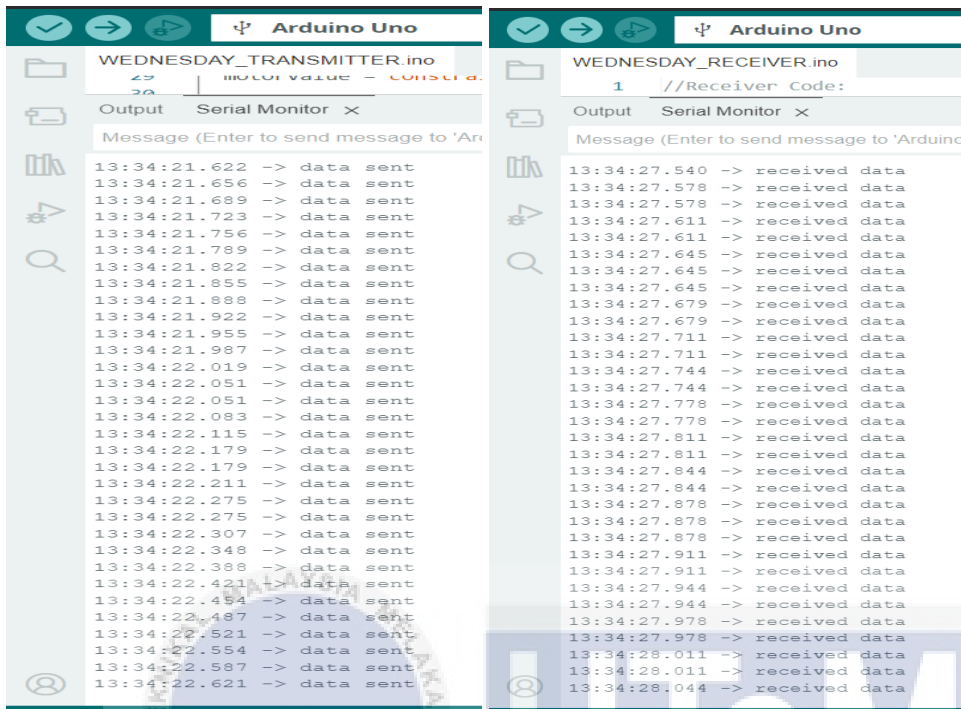 Arduino Uno
WEDNESDAY_TRANSMITTER.ino
29
30
Output Serial Monitor ×
Message (Enter to send message to 'Ar
13:34:21.622 -> data sent
13:34:21.656 -> data sent
13:34:21.689 -> data sent
13:34:21.723 -> data sent
13:34:21.756 -> data sent
13:34:21.789 -> data sent
13:34:21.822 -> data sent
13:34:21.855 -> data sent
13:34:21.888 -> data sent
13:34:21.922 -> data sent
13:34:21.955 -> data sent
13:34:21.987 -> data sent
13:34:22.019 -> data sent
13:34:22.051 -> data sent
13:34:22.051 -> data sent
13:34:22.083 -> data sent
13:34:22.115 -> data sent
13:34:22.179 -> data sent
13:34:22.179 -> data sent
13:34:22.211 -> data sent
13:34:22.275 -> data sent
13:34:22.275 -> data sent
13:34:22.307 -> data sent
13:34:22.348 -> data sent
13:34:22.388 -> data sent
13:34:22.421 -> data sent
13:34:22.454 -> data sent
13:34:22.487 -> data sent
13:34:22.521 -> data sent
13:34:22.554 -> data sent
13:34:22.587 -> data sent
13:34:22.621 -> data sent
Arduino Uno
WEDNESDAY_RECEIVER.ino
1 //Receiver Code:
Output Serial Monitor ×
Message (Enter to send message to 'Arduino
13:34:27.540 -> received data
13:34:27.578 -> received data
13:34:27.578 -> received data
13:34:27.611 -> received data
13:34:27.611 -> received data
13:34:27.645 -> received data
13:34:27.645 -> received data
13:34:27.645 -> received data
13:34:27.679 -> received data
13:34:27.679 -> received data
13:34:27.711 -> received data
13:34:27.711 -> received data
13:34:27.744 -> received data
13:34:27.744 -> received data
13:34:27.778 -> received data
13:34:27.778 -> received data
13:34:27.811 -> received data
13:34:27.811 -> received data
13:34:27.844 -> received data
13:34:27.844 -> received data
13:34:27.878 -> received data
13:34:27.878 -> received data
13:34:27.878 -> received data
13:34:27.911 -> received data
13:34:27.911 -> received data
13:34:27.944 -> received data
13:34:27.944 -> received data
13:34:27.978 -> received data
13:34:27.978 -> received data
13:34:28.011 -> received data
13:34:28.011 -> received data
13:34:28.044 -> received data
MALAYSIA MELAKA